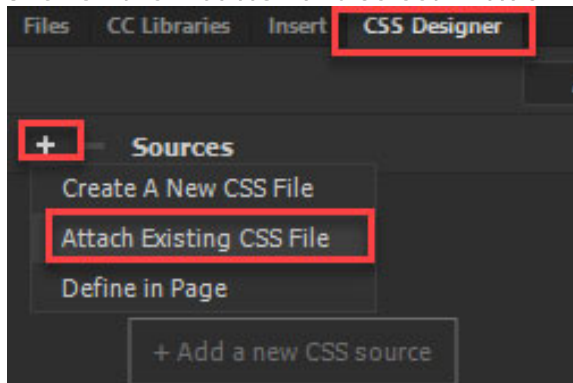 Files CC Libraries Insert CSS Designer
+ − Sources
Create A New CSS File
Attach Existing CSS File
Define in Page
+ Add a new CSS source